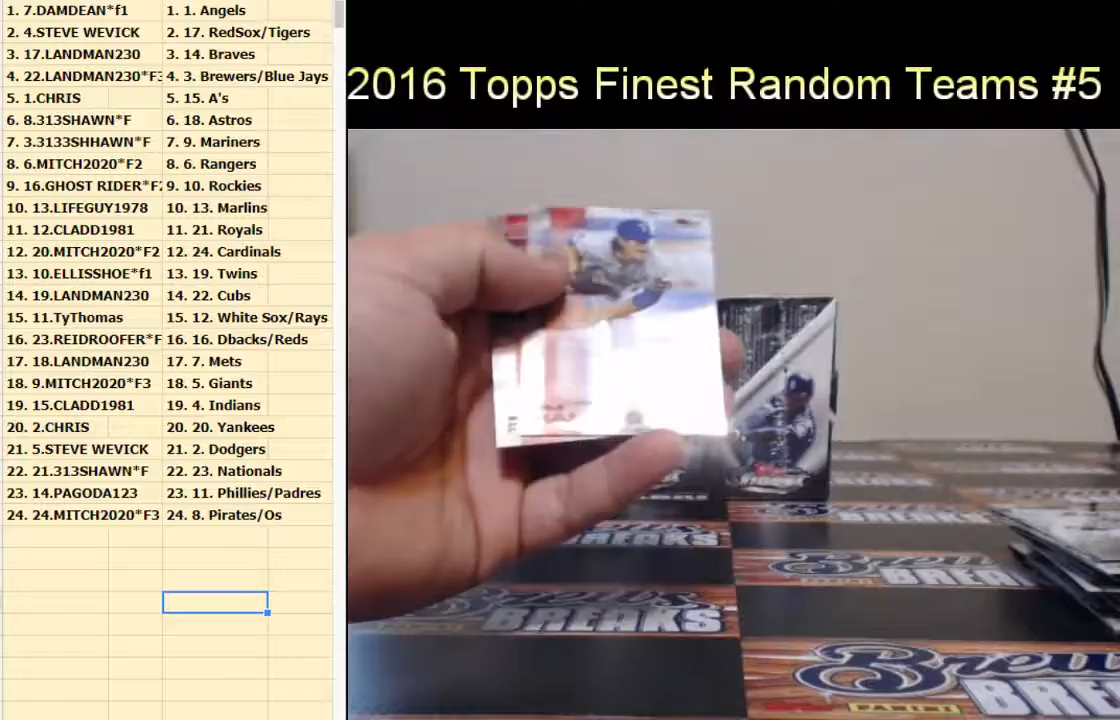 1. 7.DAMDEAN*f1 1. 1. Angels
2. 4.STEVE WEVICK 2. 17. RedSox/Tigers
3. 17.LANDMAN230 3. 14. Braves
4. 22.LANDMAN230*F3 4. 3. Brewers/Blue Jays
5. 1.CHRIS 5. 15. A's
6. 8.313SHAWN*F 6. 18. Astros
7. 3.3133SHHAWN*F 7. 9. Mariners
8. 6.MITCH2020*F2 8. 6. Rangers
9. 16.GHOST RIDER*F2 9. 10. Rockies
10. 13.LIFEGUY1978 10. 13. Marlins
11. 12.CLADD1981 11. 21. Royals
12. 20.MITCH2020*F2 12. 24. Cardinals
13. 10.ELLISSHOE*f1 13. 19. Twins
14. 19.LANDMAN230 14. 22. Cubs
15. 11.TyThomas 15. 12. White Sox/Rays
16. 23.REIDROOFER*F 16. 16. Dbacks/Reds
17. 18.LANDMAN230 17. 7. Mets
18. 9.MITCH2020*F3 18. 5. Giants
19. 15.CLADD1981 19. 4. Indians
20. 2.CHRIS 20. 20. Yankees
21. 5.STEVE WEVICK 21. 2. Dodgers
22. 21.313SHAWN*F 22. 23. Nationals
23. 14.PAGODA123 23. 11. Phillies/Padres
24. 24.MITCH2020*F3 24. 8. Pirates/Os
2016 Topps Finest Random Teams #5
BREAKS
BREAKS
Brews
BREAKS
PANINI